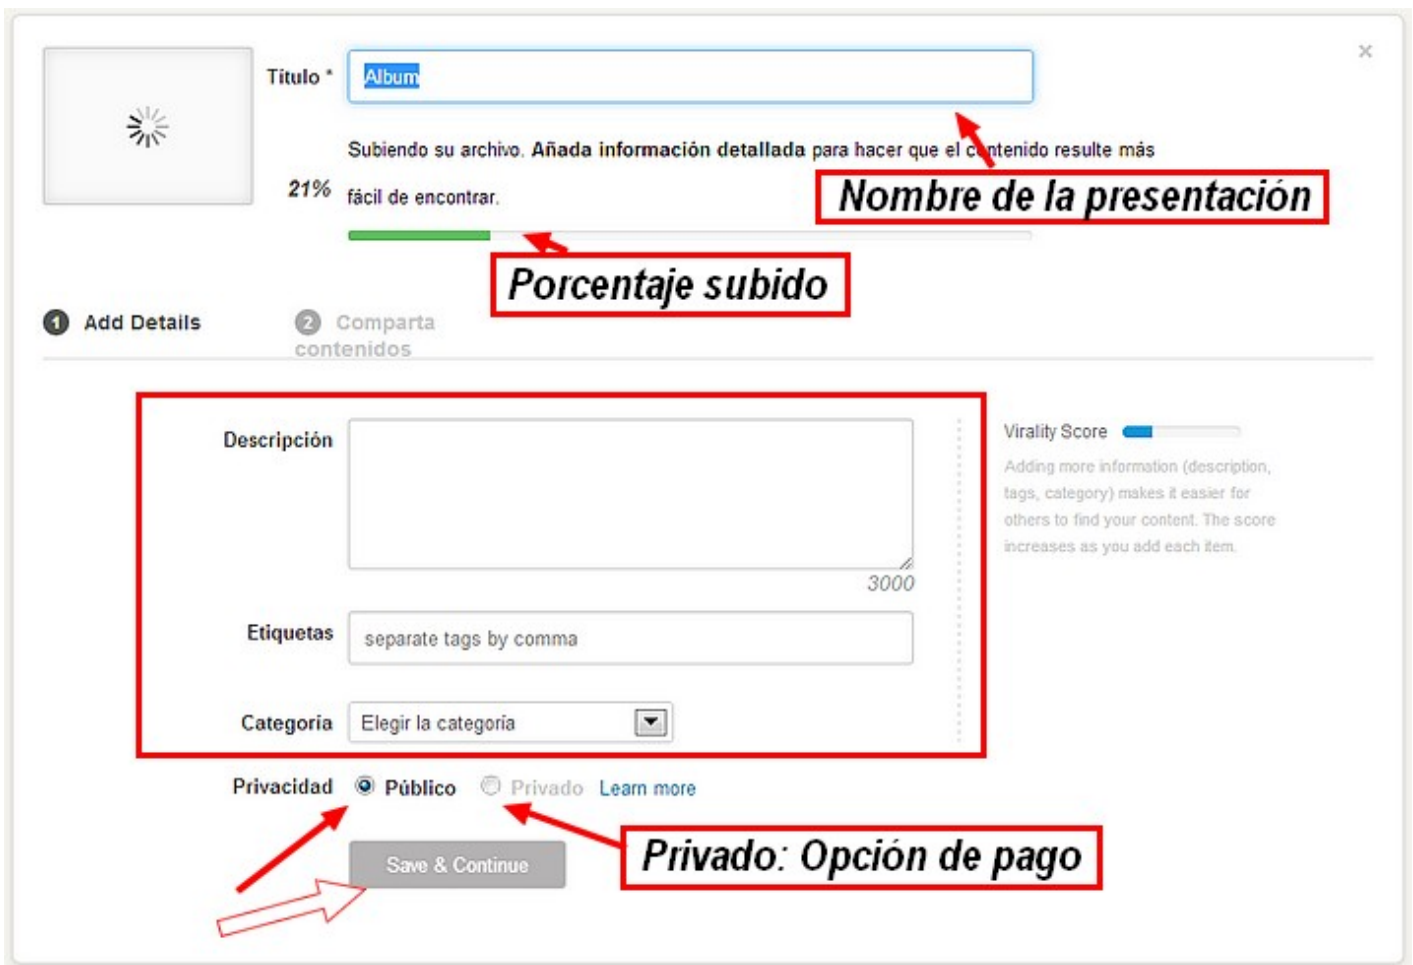 ×
Título * Album
Subiendo su archivo. Añada información detallada para hacer que el contenido resulte más
21% fácil de encontrar.
Nombre de la presentación
Porcentaje subido
1 Add Details
2 Comparta
contenidos
Descripción
3000
Virality Score
Adding more information (description,
tags, category) makes it easier for
others to find your content. The score
increases as you add each item.
Etiquetas separate tags by comma
Categoría Elegir la categoría
Privacidad Público Privado Learn more
Save & Continue
Privado: Opción de pago